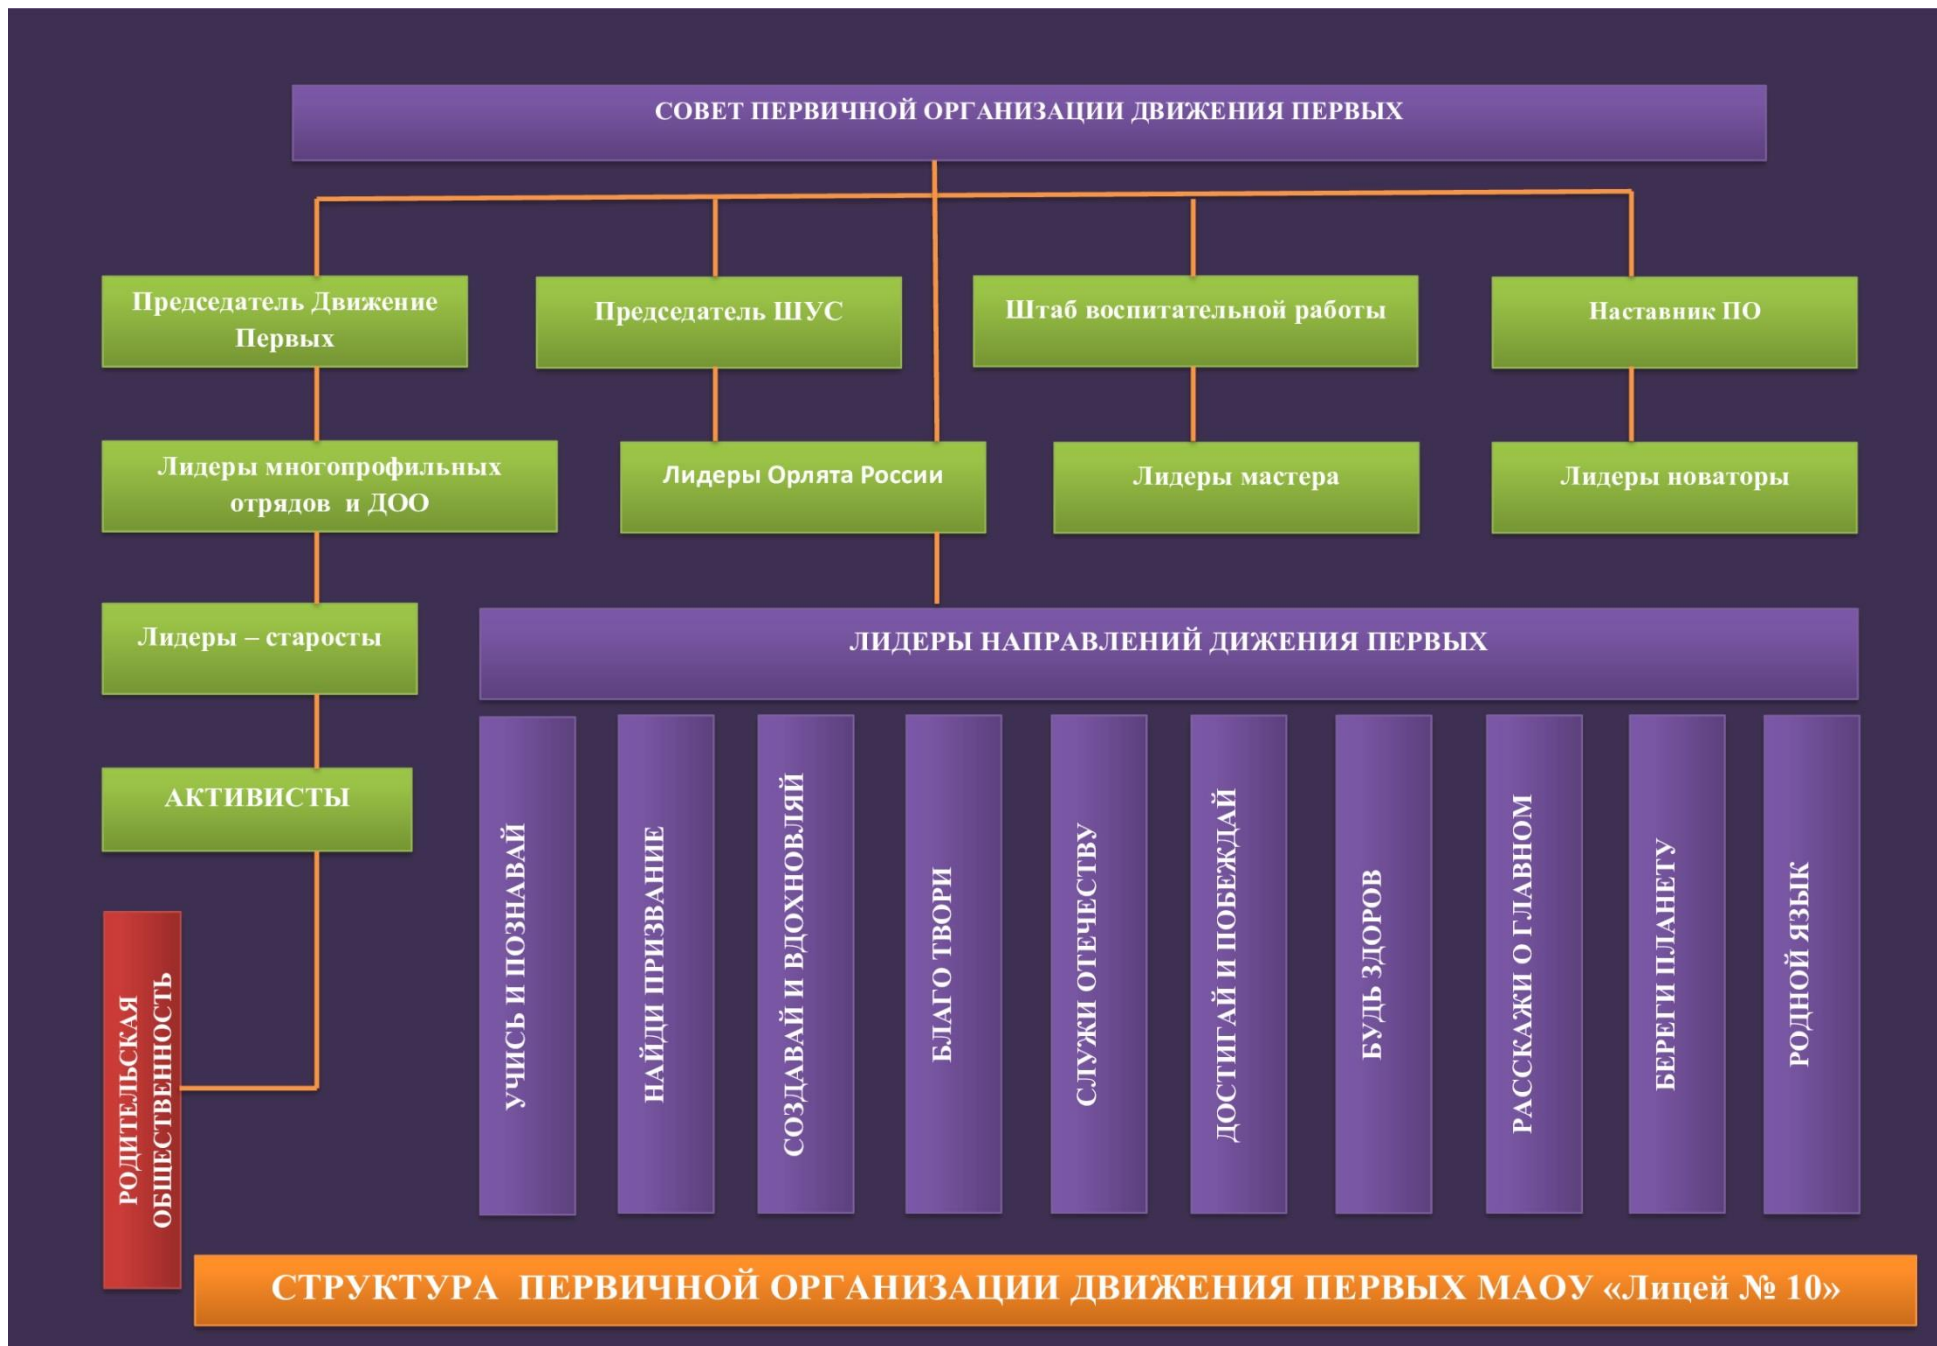 СОВЕТ ПЕРВИЧНОЙ ОРГАНИЗАЦИИ ДВИЖЕНИЯ ПЕРВЫХ
Председатель Движение
Первых
Председатель ШУС
Штаб воспитательной работы
Наставник ПО
Лидеры многопрофильных
отрядов и ДОО
Лидеры Орлята России
Лидеры мастера
Лидеры новаторы
Лидеры – старосты
ЛИДЕРЫ НАПРАВЛЕНИЙ ДИЖЕНИЯ ПЕРВЫХ
АКТИВИСТЫ
РОДИТЕЛЬСКАЯ
ОБЩЕСТВЕННОСТЬ
УЧИСЬ И ПОЗНАВАЙ
НАЙДИ ПРИЗВАНИЕ
СОЗДАВАЙ И ВДОХНОВЛЯЙ
БЛАГО ТВОРИ
СЛУЖИ ОТЕЧЕСТВУ
ДОСТИГАЙ И ПОБЕЖДАЙ
БУДЬ ЗДОРОВ
РАССКАЖИ О ГЛАВНОМ
БЕРЕГИ ПЛАНЕТУ
РОДНОЙ ЯЗЫК
СТРУКТУРА ПЕРВИЧНОЙ ОРГАНИЗАЦИИ ДВИЖЕНИЯ ПЕРВЫХ МАОУ «Лицей № 10»